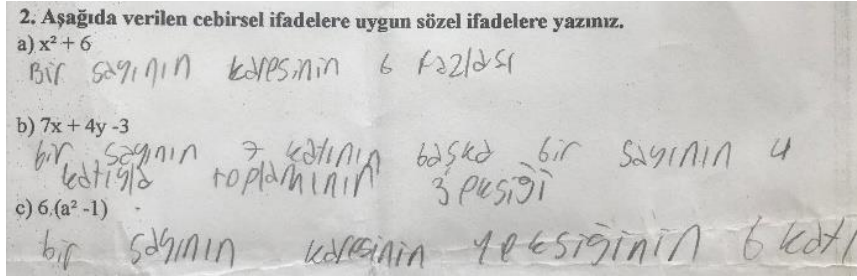 2. Aşağıda verilen cebirsel ifadelere uygun sözel ifadelere yazınız.
a) x² + 6
Bir sayının karesinin 6 fazlası
b) 7x + 4y -3
bir sayının 7 katının başka bir sayının 4
katıyla toplamının 3 eksiği
c) 6.(a² -1)
bir sayının karesinin 1 eksiğinin 6 katı